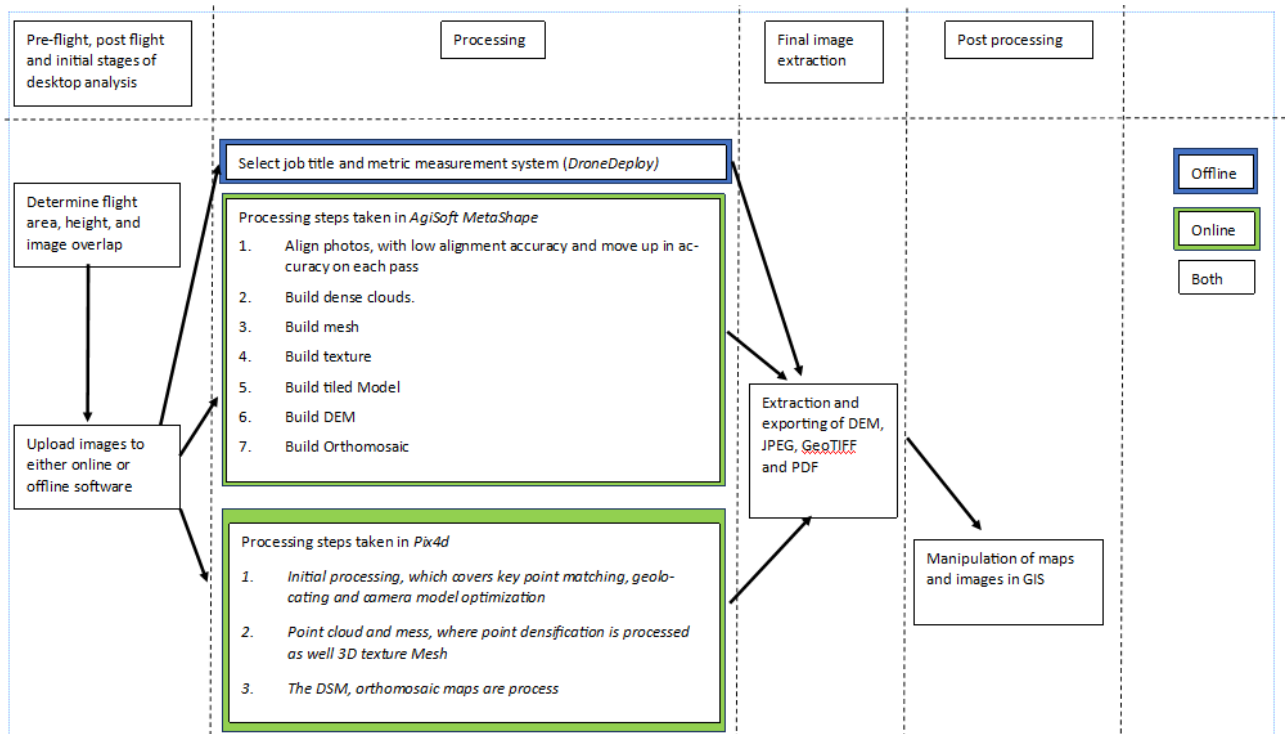 Pre-flight, post flight
and initial stages of
desktop analysis
Processing
Final image
extraction
Post processing
Select job title and metric measurement system (DroneDeploy)
Offline
Determine flight
area, height, and
image overlap
Processing steps taken in AgiSoft MetaShape
1. Align photos, with low alignment accuracy and move up in ac-
curacy on each pass
2. Build dense clouds.
3. Build mesh
4. Build texture
5. Build tiled Model
6. Build DEM
7. Build Orthomosaic
Online
Both
Upload images to
either online or
offline software
Extraction and
exporting of DEM,
JPEG, GeoTIFF
and PDF
Processing steps taken in Pix4d
1. Initial processing, which covers key point matching, geolo-
cating and camera model optimization
2. Point cloud and mess, where point densification is processed
as well 3D texture Mesh
3. The DSM, orthomosaic maps are process
Manipulation of maps
and images in GIS